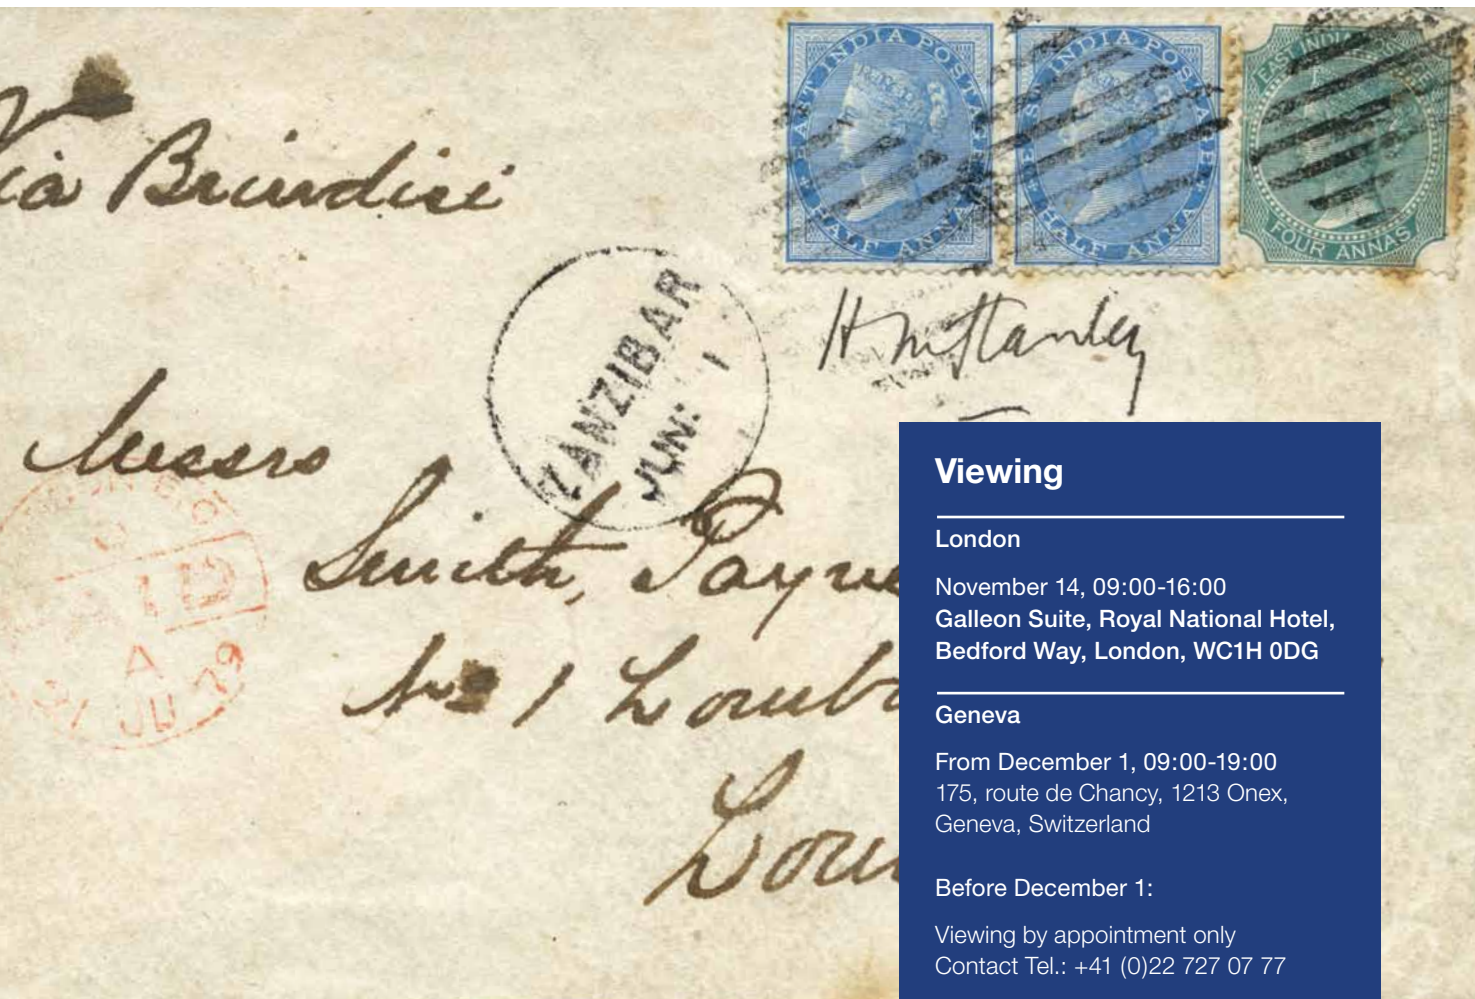 EAST INDIA POSTAGE
HALF ANNA
EAST INDIA POSTAGE
HALF ANNA
EAST INDIA
FOUR ANNAS
Via Brindisi
ZANZIBAR
JUN: 1
H M Stanley
Messrs
Smith, Payne
No 1 Lomb
Lon
A
JU 79
Viewing
London
November 14, 09:00-16:00
Galleon Suite, Royal National Hotel,
Bedford Way, London, WC1H 0DG
Geneva
From December 1, 09:00-19:00
175, route de Chancy, 1213 Onex,
Geneva, Switzerland
Before December 1:
Viewing by appointment only
Contact Tel.: +41 (0)22 727 07 77